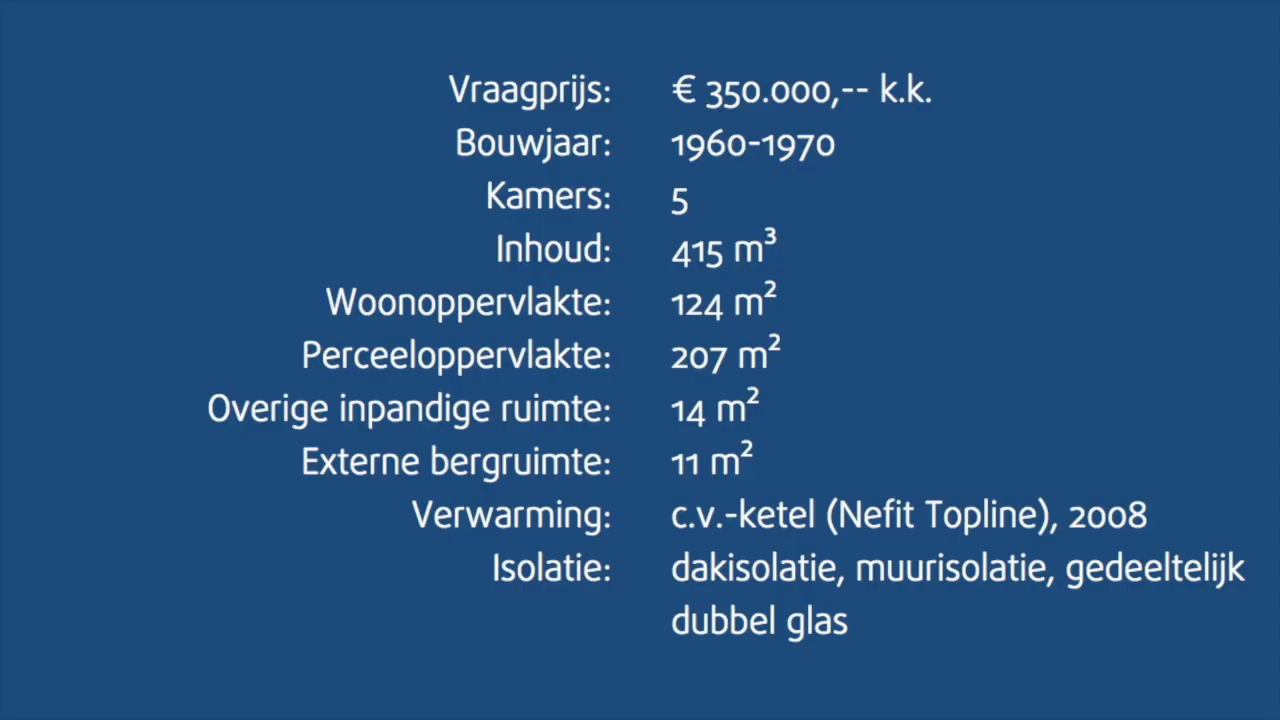 Vraagprijs: € 350.000,-- k.k.
Bouwjaar: 1960-1970
Kamers: 5
Inhoud: 415 m³
Woonoppervlakte: 124 m²
Perceeloppervlakte: 207 m²
Overige inpandige ruimte: 14 m²
Externe bergruimte: 11 m²
Verwarming: c.v.-ketel (Nefit Topline), 2008
Isolatie: dakisolatie, muurisolatie, gedeeltelijk
dubbel glas